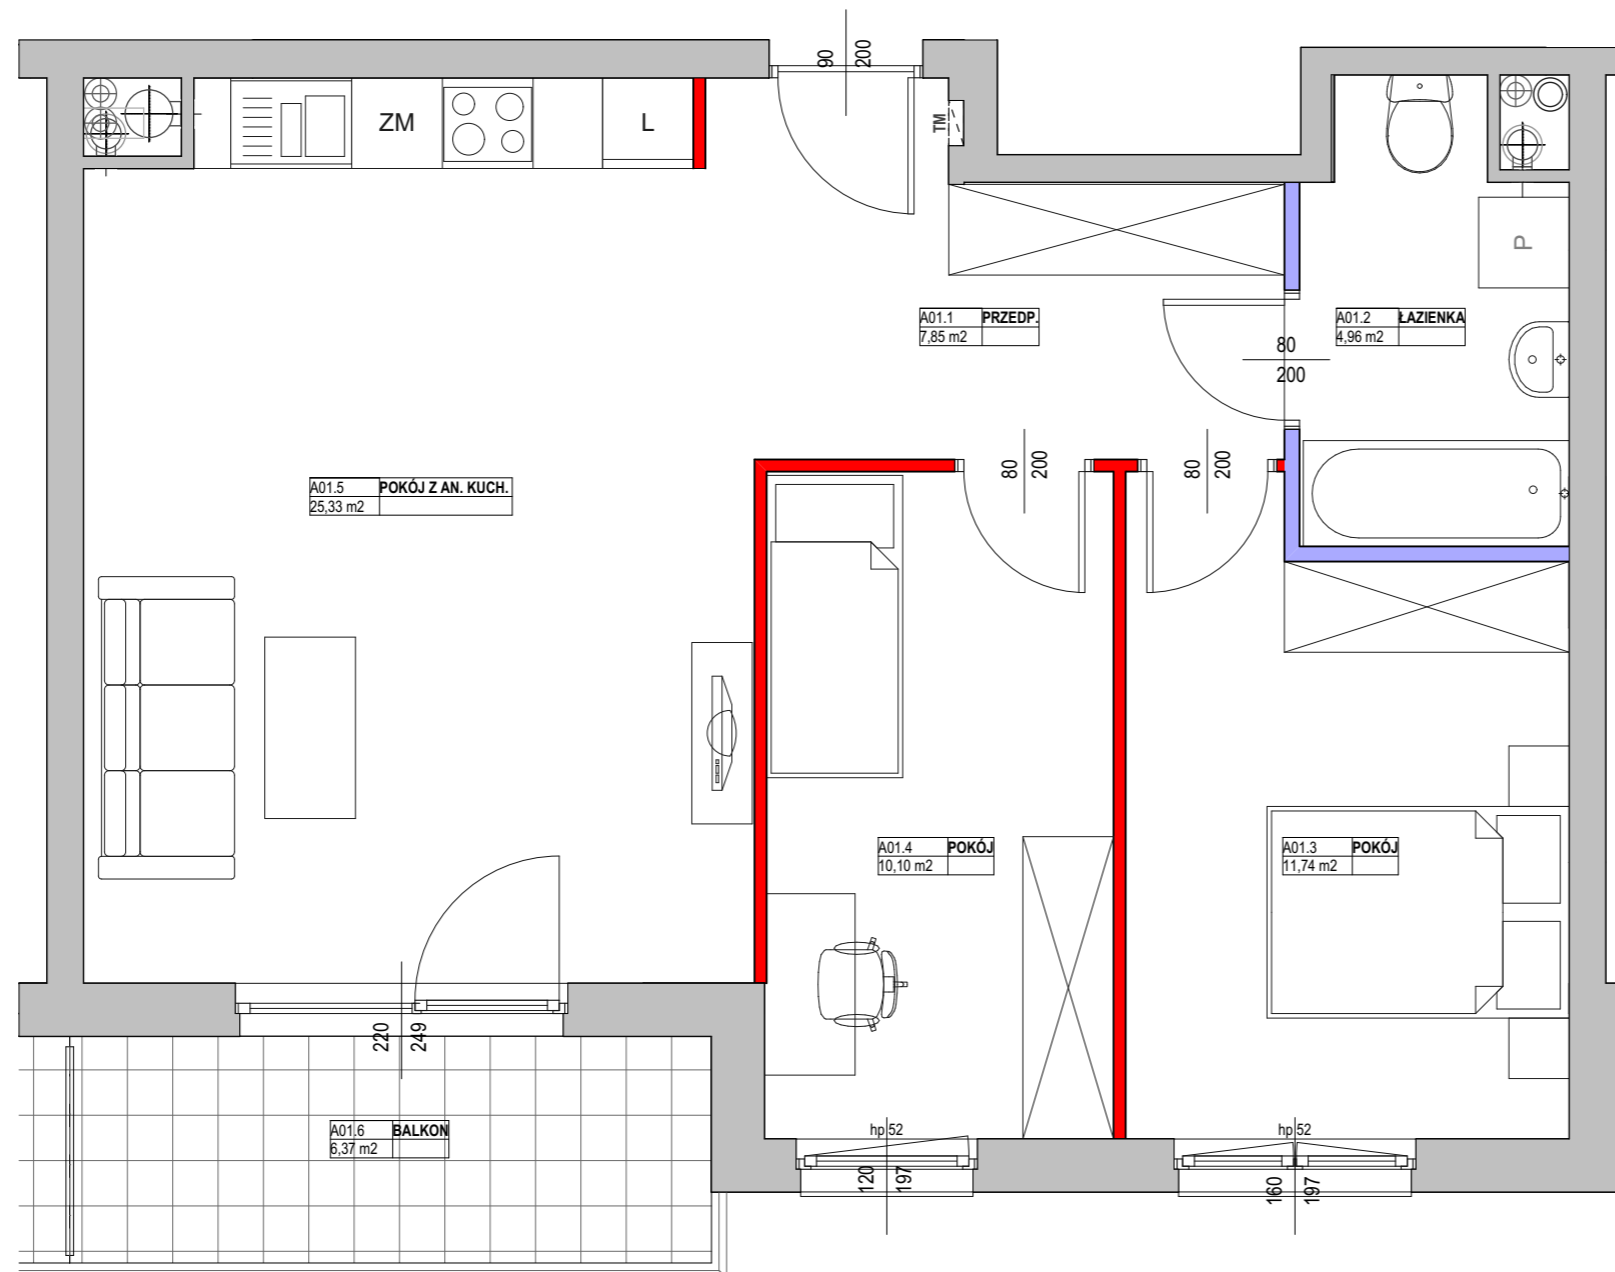 90
200
ZM
L
TM
P
A01.1 PRZEDP.
7,85 m2
A01.2 ŁAZIENKA
4,96 m2
80
200
80
200
80
200
A01.5 POKÓJ Z AN. KUCH.
25,33 m2
A01.4 POKÓJ
10,10 m2
A01.3 POKÓJ
11,74 m2
220
249
A01.6 BALKON
6,37 m2
hp 52
120
197
hp 52
160
197